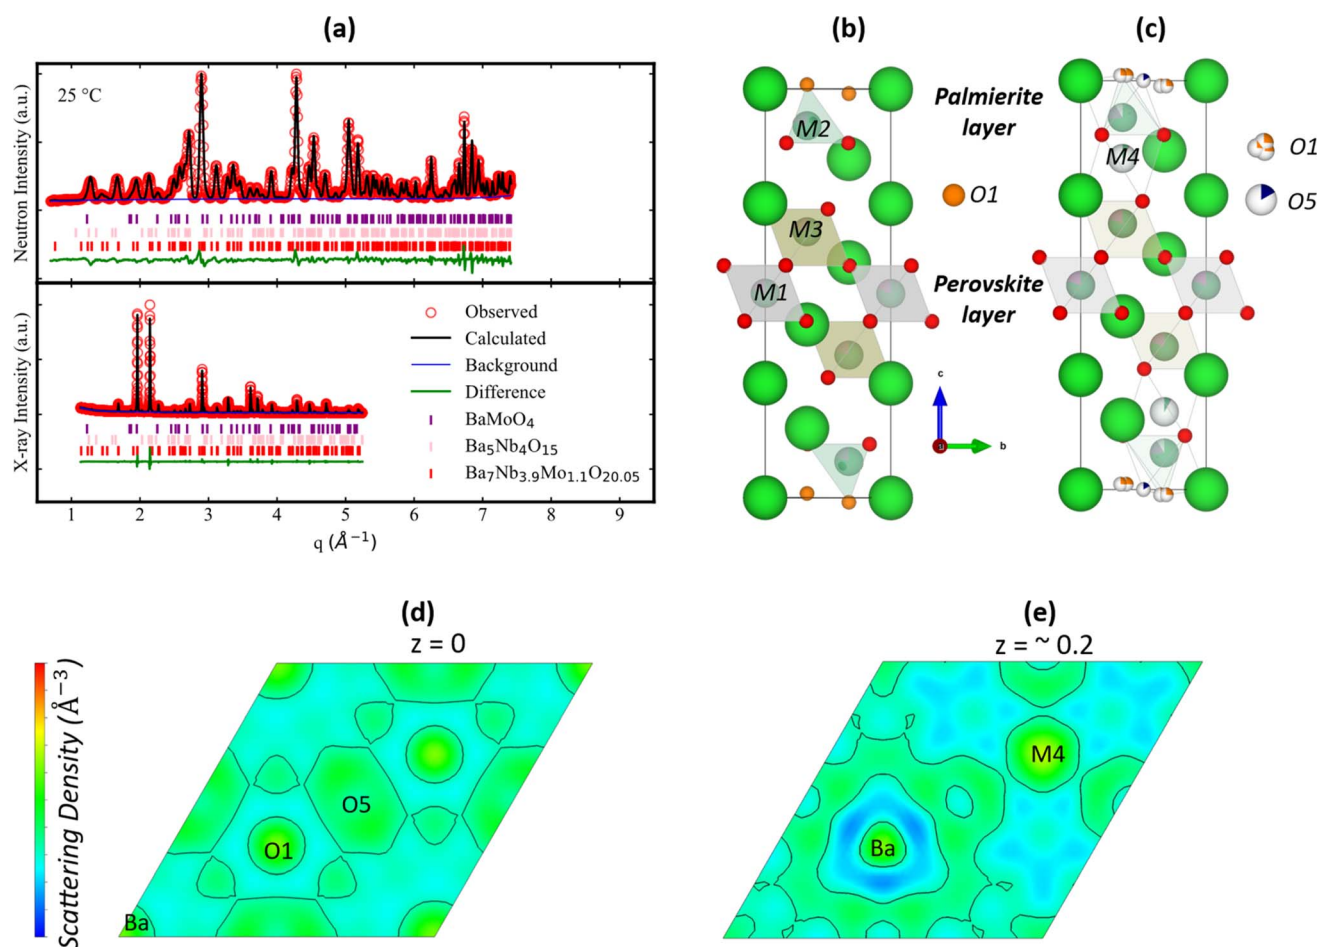 (a)
(b)
(c)
25 °C
Neutron Intensity (a.u.)
X-ray Intensity (a.u.)
Observed
Calculated
Background
Difference
BaMoO4
Ba5Nb4O15
Ba7Nb3.9Mo1.1O20.05
1 2 3 4 5 6 7 8 9
q (Å−1)
M2
M3
M1
O1
c
b
Palmierite
layer
Perovskite
layer
M4
O1
O5
(d)
z = 0
(e)
z = ~ 0.2
Scattering Density (Å−3)
O5
O1
Ba
M4
Ba